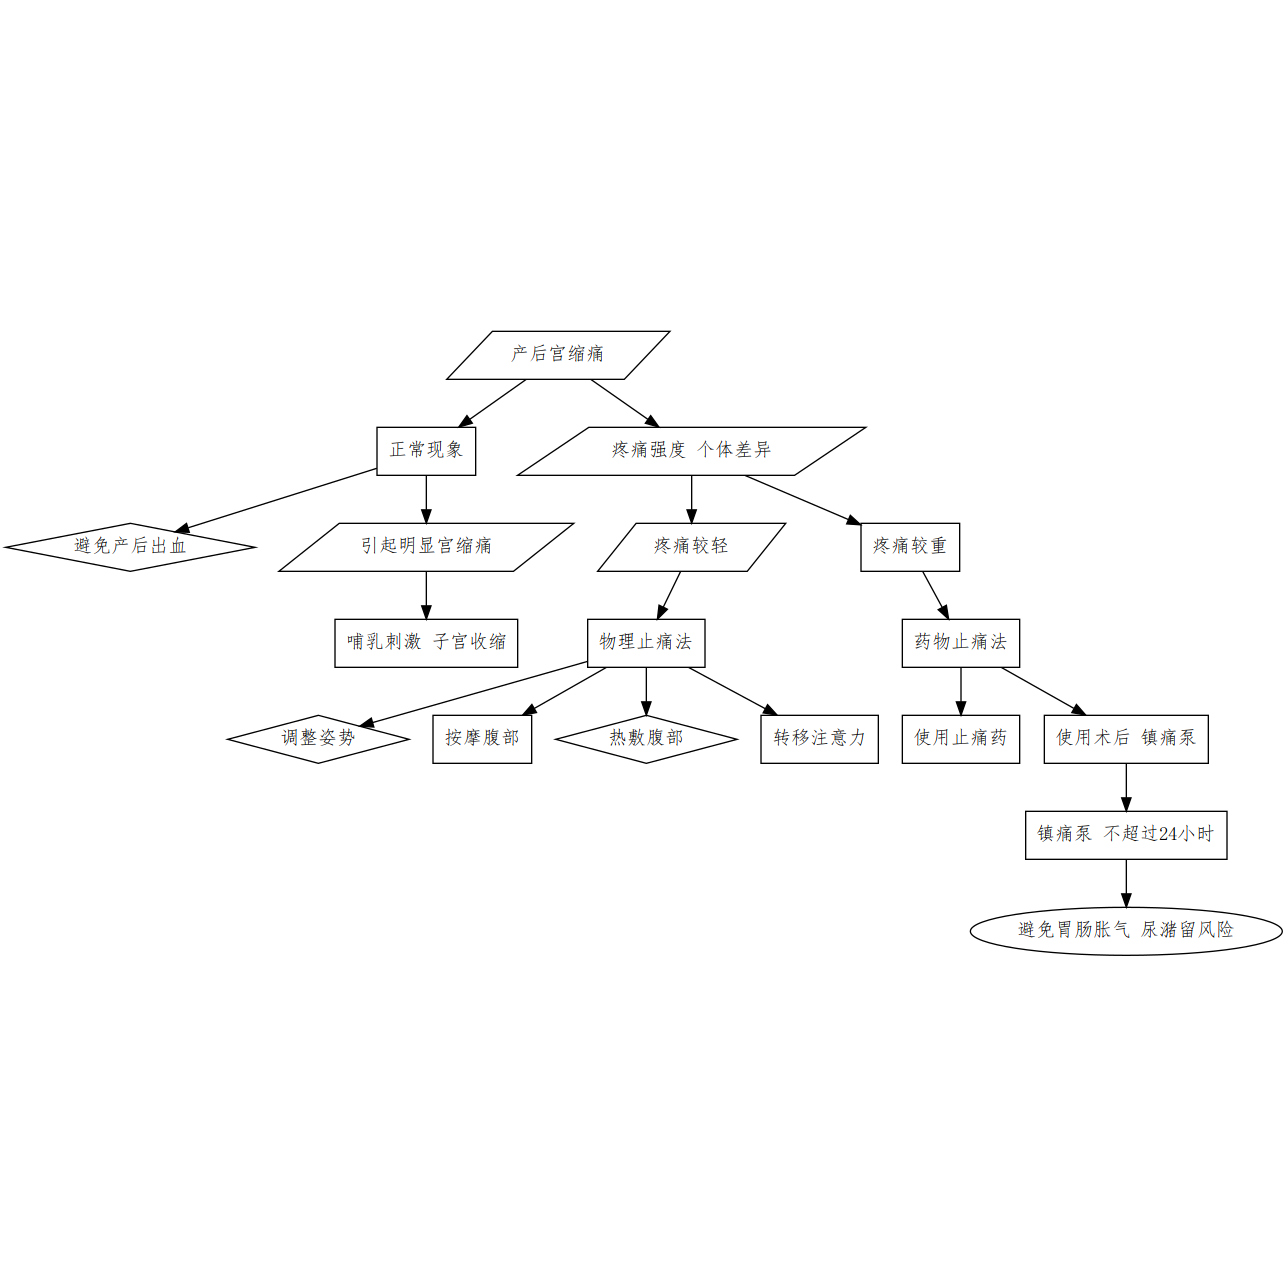 产后宫缩痛
正常现象
疼痛强度 个体差异
避免产后出血
引起明显宫缩痛
疼痛较轻
疼痛较重
哺乳刺激 子宫收缩
物理止痛法
药物止痛法
调整姿势
按摩腹部
热敷腹部
转移注意力
使用止痛药
使用术后 镇痛泵
镇痛泵 不超过24小时
避免胃肠胀气 尿潴留风险